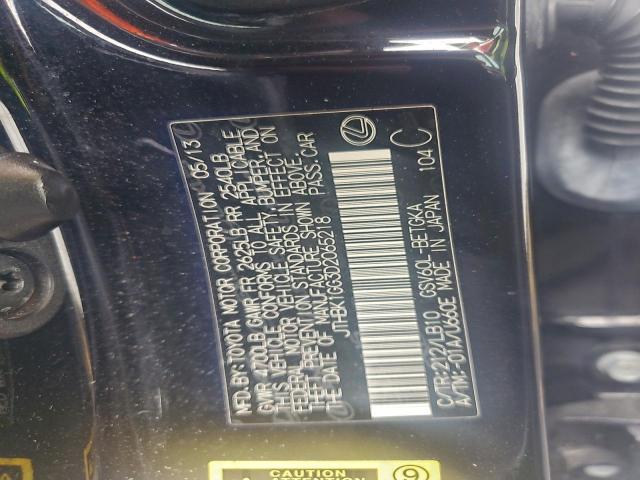 MFD. BY: TOYOTA MOTOR CORPORATION 05/13
GVWR 4720LB GAWR FR 2625LB RR 2540LB
THIS VEHICLE CONFORMS TO ALL APPLICABLE
FEDERAL MOTOR VEHICLE SAFETY, BUMPER, AND
THEFT PREVENTION STANDARDS IN EFFECT ON
THE DATE OF MANUFACTURE SHOWN ABOVE.
JTHBK1GG3D2065218 PASS. CAR
C/TR: 212/LB10 GSV60L-BETGKA
A/TM: -01A/U660E MADE IN JAPAN 104 C
CAUTION
ATTENTION
9